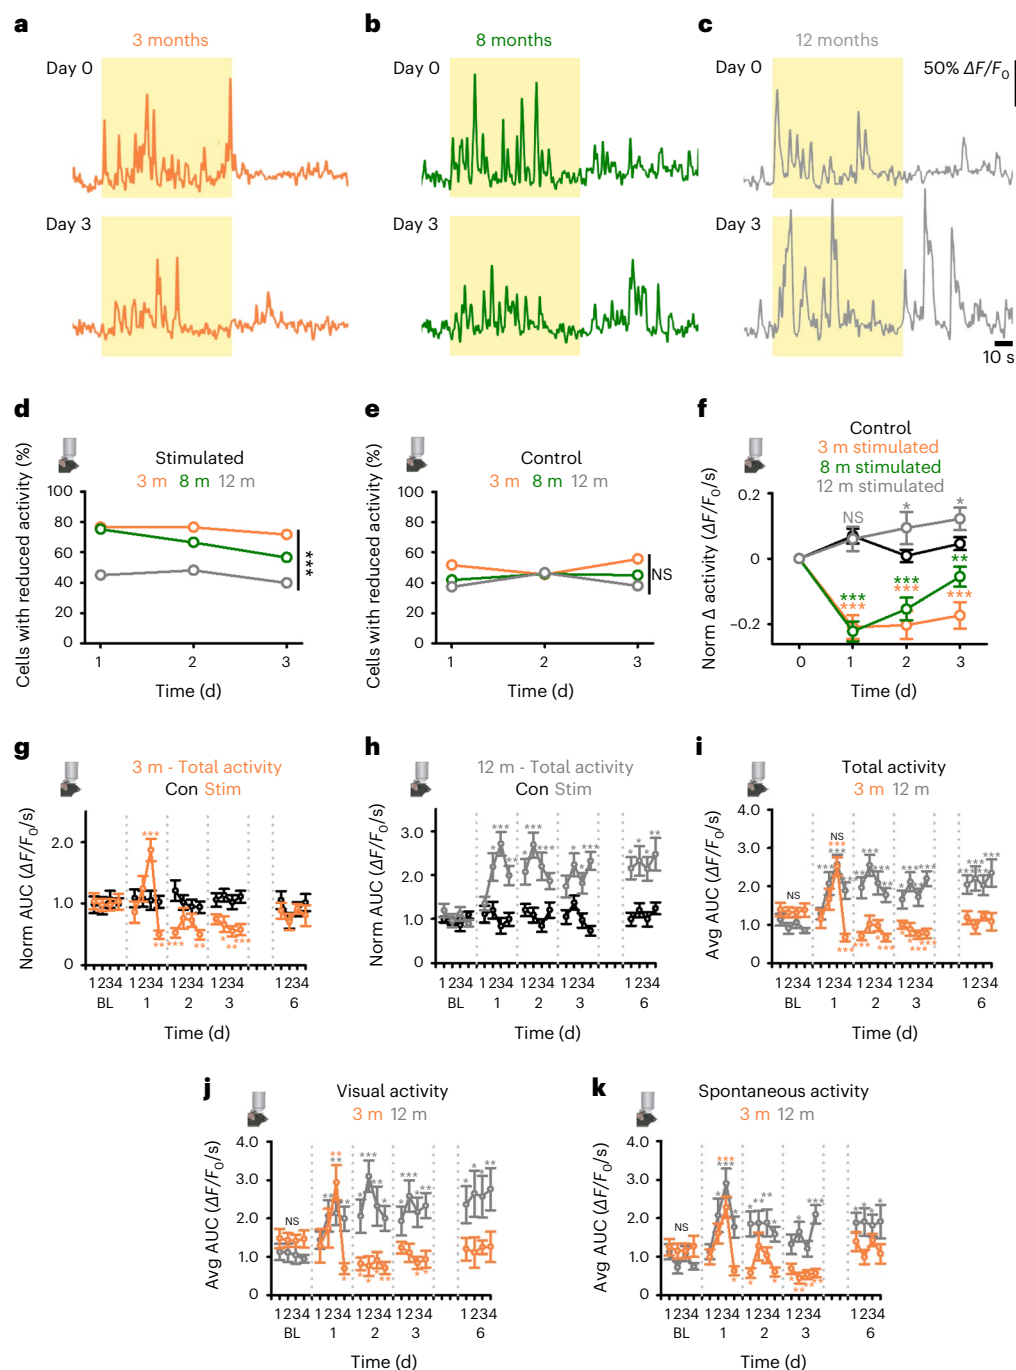 a b c
3 months 8 months 12 months
Day 0 Day 0 Day 0 50% ΔF/F0
Day 3 Day 3 Day 3
10 s
d
Stimulated
3 m 8 m 12 m
Cells with reduced activity (%)
100
80
60
40
20
0
***
1 2 3
Time (d)
e
Control
3 m 8 m 12 m
Cells with reduced activity (%)
100
80
60
40
20
0
NS
1 2 3
Time (d)
f
Control
3 m stimulated
8 m stimulated
12 m stimulated
Norm Δ activity (ΔF/F0/s)
0.2
0
−0.2
NS * *
*** *** **
*** *** ***
0 1 2 3
Time (d)
g
3 m - Total activity
Con Stim
Norm AUC (ΔF/F0/s)
2.0
1.0
0
***
1234 1234 1234 1234 1234
BL 1 2 3 6
Time (d)
h
12 m - Total activity
Con Stim
Norm AUC (ΔF/F0/s)
3.0
2.0
1.0
0
*** ***
1234 1234 1234 1234 1234
BL 1 2 3 6
Time (d)
i
Total activity
3 m 12 m
Avg AUC (ΔF/F0/s)
4.0
3.0
2.0
1.0
0
NS
NS
***
***
1234 1234 1234 1234 1234
BL 1 2 3 6
Time (d)
j
Visual activity
3 m 12 m
Avg AUC (ΔF/F0/s)
4.0
3.0
2.0
1.0
0
NS
**
**
***
***
1234 1234 1234 1234 1234
BL 1 2 3 6
Time (d)
k
Spontaneous activity
3 m 12 m
Avg AUC (ΔF/F0/s)
4.0
3.0
2.0
1.0
0
NS
***
***
1234 1234 1234 1234 1234
BL 1 2 3 6
Time (d)